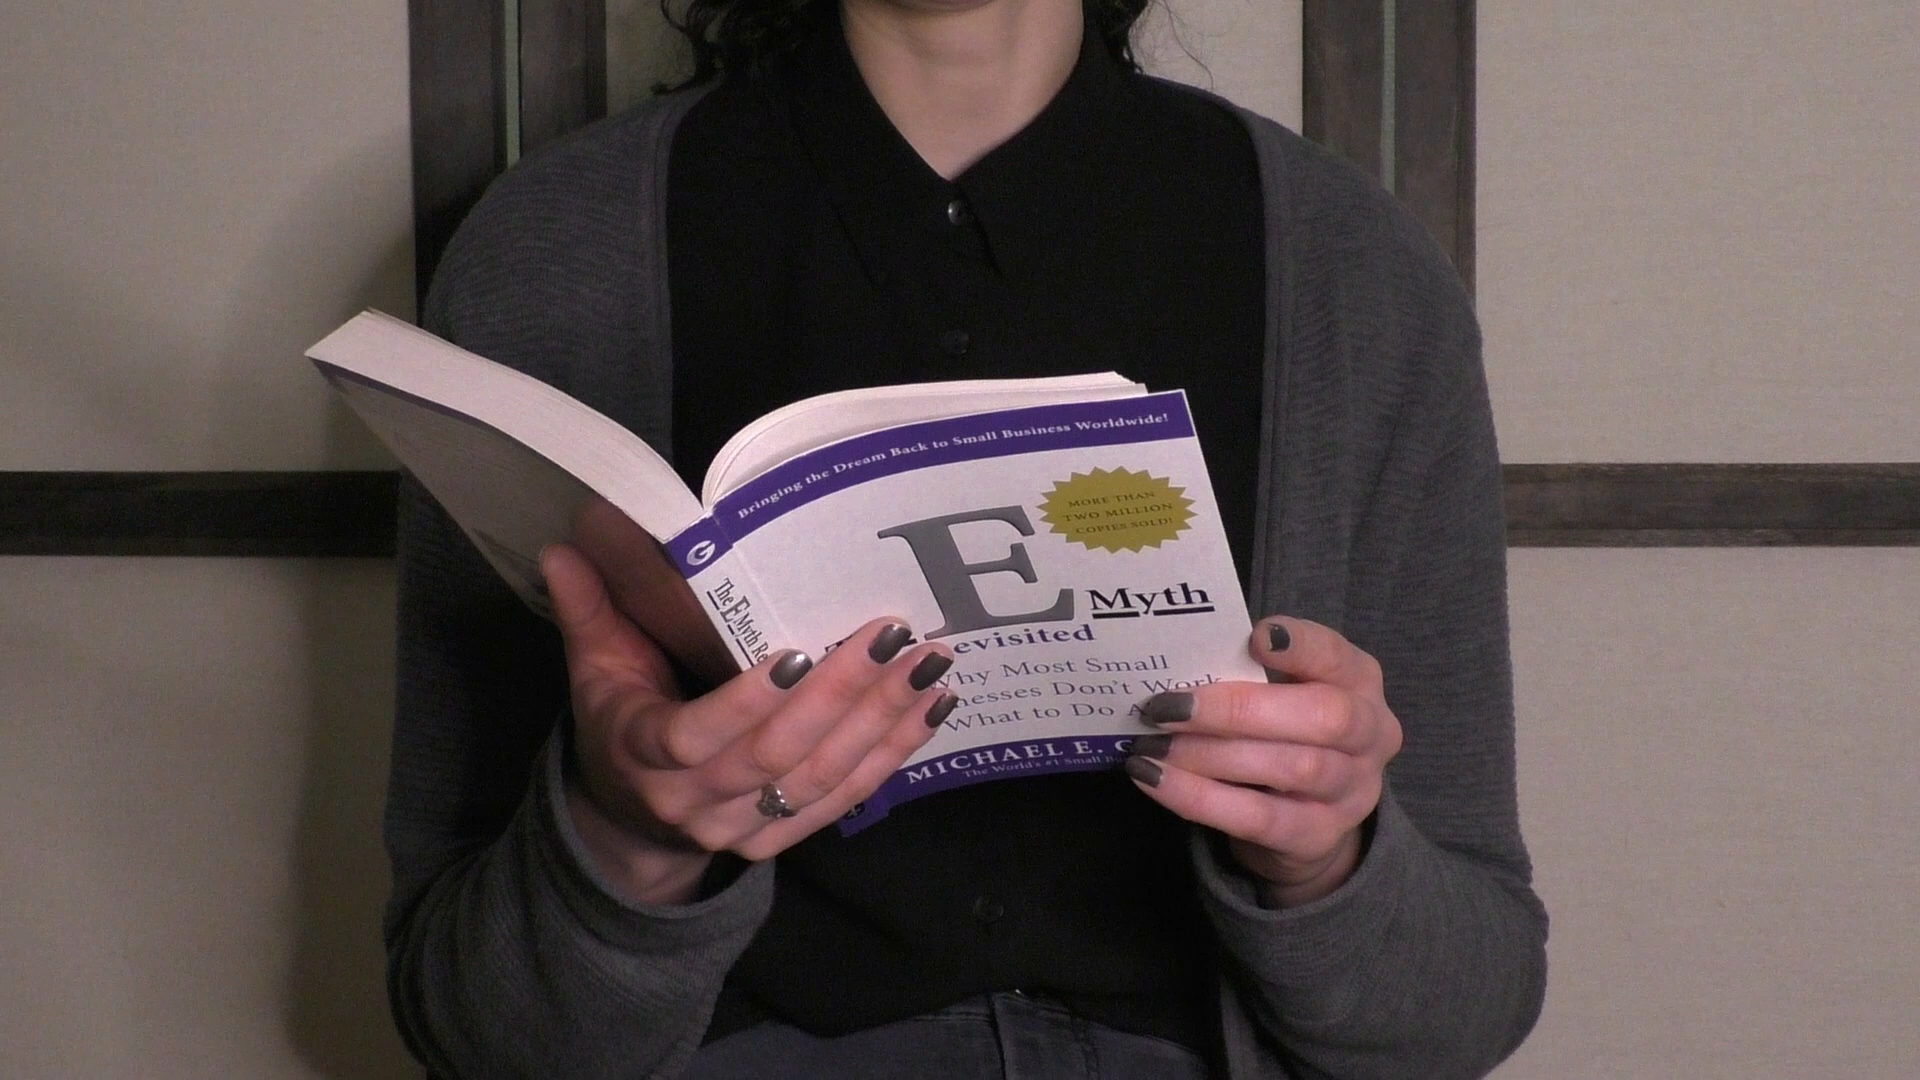 Bringing the Dream Back to Small Business Worldwide!
MORE THAN
TWO MILLION
COPIES SOLD!
E Myth
evisited
Why Most Small
nesses Don't Work
What to Do A
MICHAEL E. G
The World's #1 Small Bu
The E Myth Re